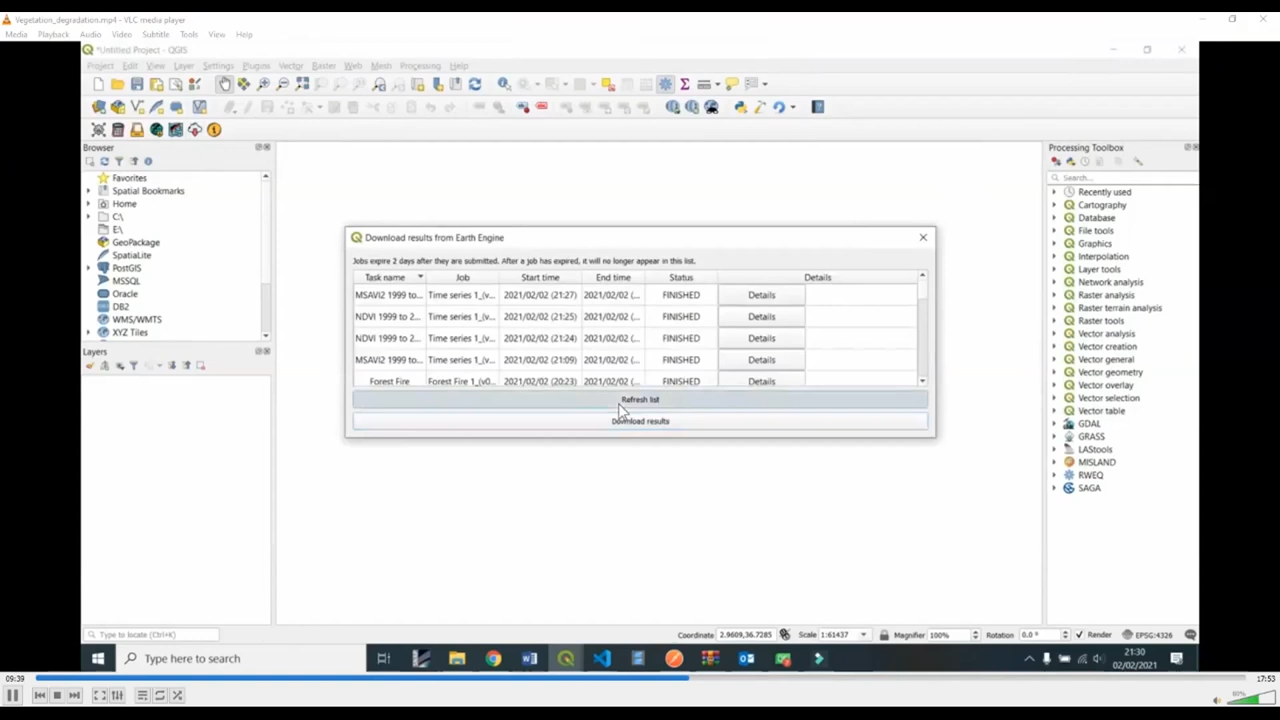 Vegetation_degradation.mp4 - VLC media player
Media Playback Audio Video Subtitle Tools View Help
*Untitled Project - QGIS
Project Edit View Layer Settings Plugins Vector Raster Web Mesh Processing Help
Browser
Favorites
Spatial Bookmarks
Home
C:\
E:\
GeoPackage
SpatiaLite
PostGIS
MSSQL
Oracle
DB2
WMS/WMTS
XYZ Tiles
Layers
Download results from Earth Engine
Jobs expire 2 days after they are submitted. After a job has expired, it will no longer appear in this list.
Task name Job Start time End time Status Details
MSAVI2 1999 to... Time series 1_(v... 2021/02/02 (21:27) 2021/02/02 (... FINISHED Details
NDVI 1999 to 2... Time series 1_(v... 2021/02/02 (21:25) 2021/02/02 (... FINISHED Details
NDVI 1999 to 2... Time series 1_(v... 2021/02/02 (21:24) 2021/02/02 (... FINISHED Details
MSAVI2 1999 to... Time series 1_(v... 2021/02/02 (21:09) 2021/02/02 (... FINISHED Details
Forest Fire Forest Fire 1_(v0... 2021/02/02 (20:23) 2021/02/02 (... FINISHED Details
Refresh list
Download results
Processing Toolbox
Search...
Recently used
Cartography
Database
File tools
Graphics
Interpolation
Layer tools
Network analysis
Raster analysis
Raster terrain analysis
Raster tools
Vector analysis
Vector creation
Vector general
Vector geometry
Vector overlay
Vector selection
Vector table
GDAL
GRASS
LAStools
MISLAND
RWEQ
SAGA
Type to locate (Ctrl+K) Coordinate 2.9609,36.7285 Scale 1:61437 Magnifier 100% Rotation 0.0 ° Render EPSG:4326
Type here to search
21:30
02/02/2021
09:39 17:53
80%